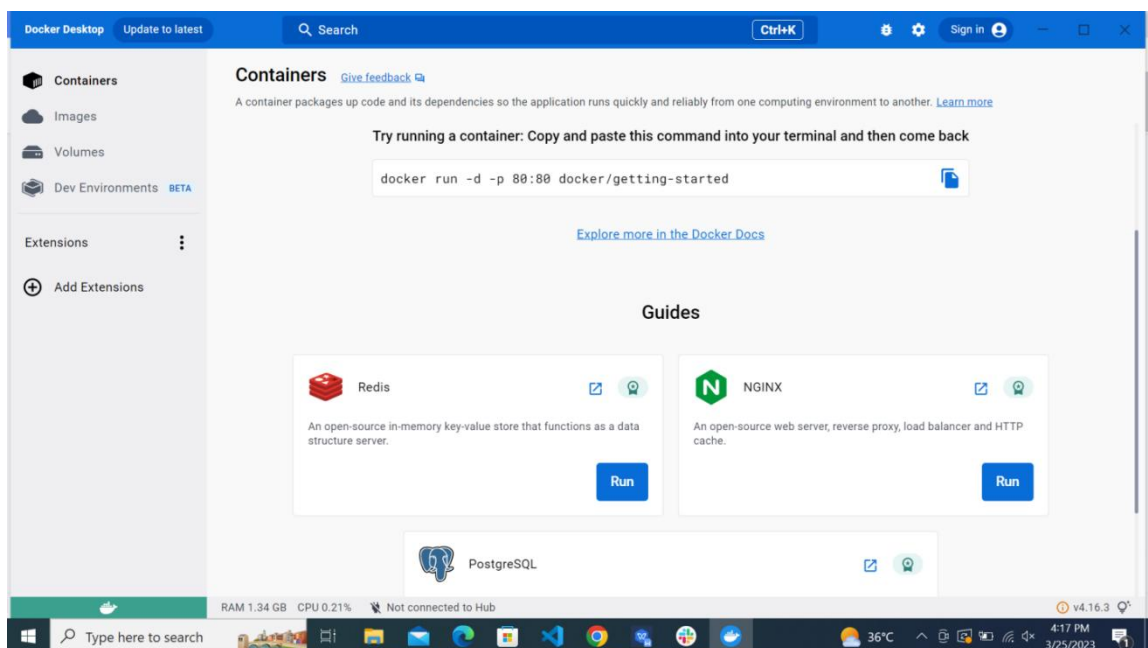 Docker Desktop Update to latest Search Ctrl+K Sign in
Containers
Images
Volumes
Dev Environments BETA
Extensions
Add Extensions
Containers Give feedback
A container packages up code and its dependencies so the application runs quickly and reliably from one computing environment to another. Learn more
Try running a container: Copy and paste this command into your terminal and then come back
docker run -d -p 80:80 docker/getting-started
Explore more in the Docker Docs
Guides
Redis
An open-source in-memory key-value store that functions as a data
structure server.
Run
NGINX
An open-source web server, reverse proxy, load balancer and HTTP
cache.
Run
PostgreSQL
RAM 1.34 GB CPU 0.21% Not connected to Hub v4.16.3
Type here to search 36°C 4:17 PM
3/25/2023